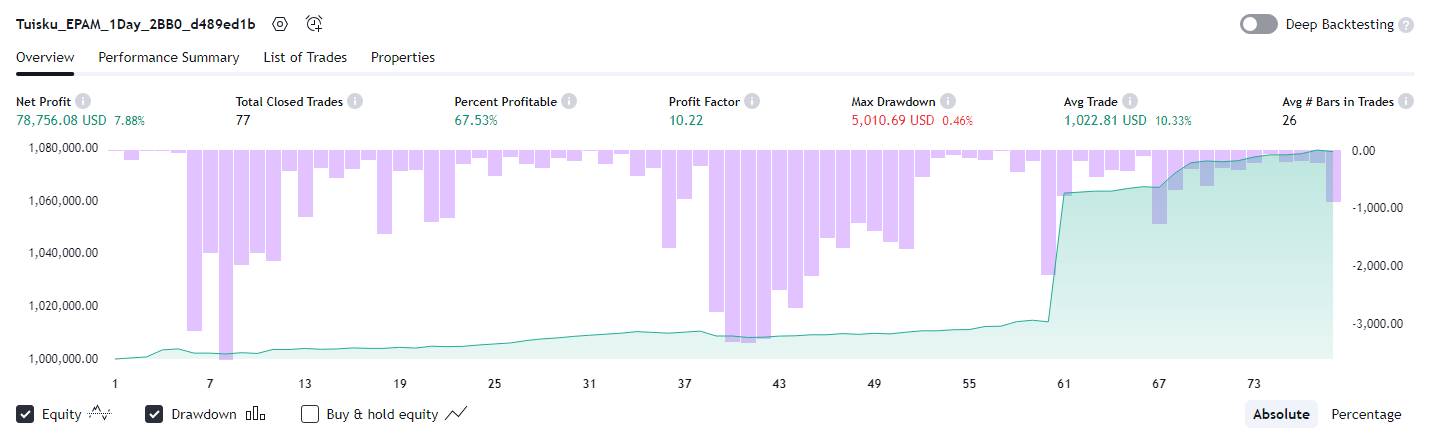 Tuisku_EPAM_1Day_2BB0_d489ed1b
Deep Backtesting ?
Overview Performance Summary List of Trades Properties
Net Profit i Total Closed Trades i Percent Profitable i Profit Factor i Max Drawdown i Avg Trade i Avg # Bars in Trades i
78,756.08 USD 7.88% 77 67.53% 10.22 5,010.69 USD 0.46% 1,022.81 USD 10.33% 26
1,080,000.00 0.00
1,060,000.00 -1,000.00
1,040,000.00 -2,000.00
1,020,000.00 -3,000.00
1,000,000.00
1 7 13 19 25 31 37 43 49 55 61 67 73
Equity Drawdown Buy & hold equity Absolute Percentage